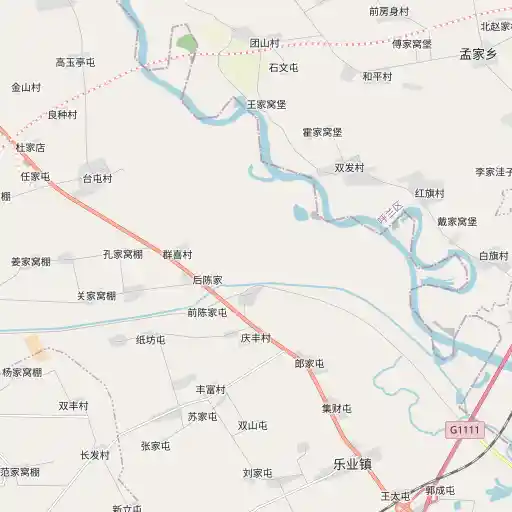 前房身村
北赵家
团山村
傅家窝堡
孟家乡
高玉亭屯
石文屯
和平村
金山村
王家窝堡
良种村
霍家窝堡
杜家店
双发村
任家屯
台屯村
李家洼子
棚
红旗村
呼兰区
戴家窝堡
孔家窝棚
群喜村
白旗村
姜家窝棚
后陈家
关家窝棚
前陈家屯
纸坊屯
庆丰村
杨家窝棚
郎家屯
丰富村
双丰村
苏家屯
集财屯
双山屯
G1111
张家屯
长发村
乐业镇
范家窝棚
刘家屯
郭成屯
王太屯
新立屯